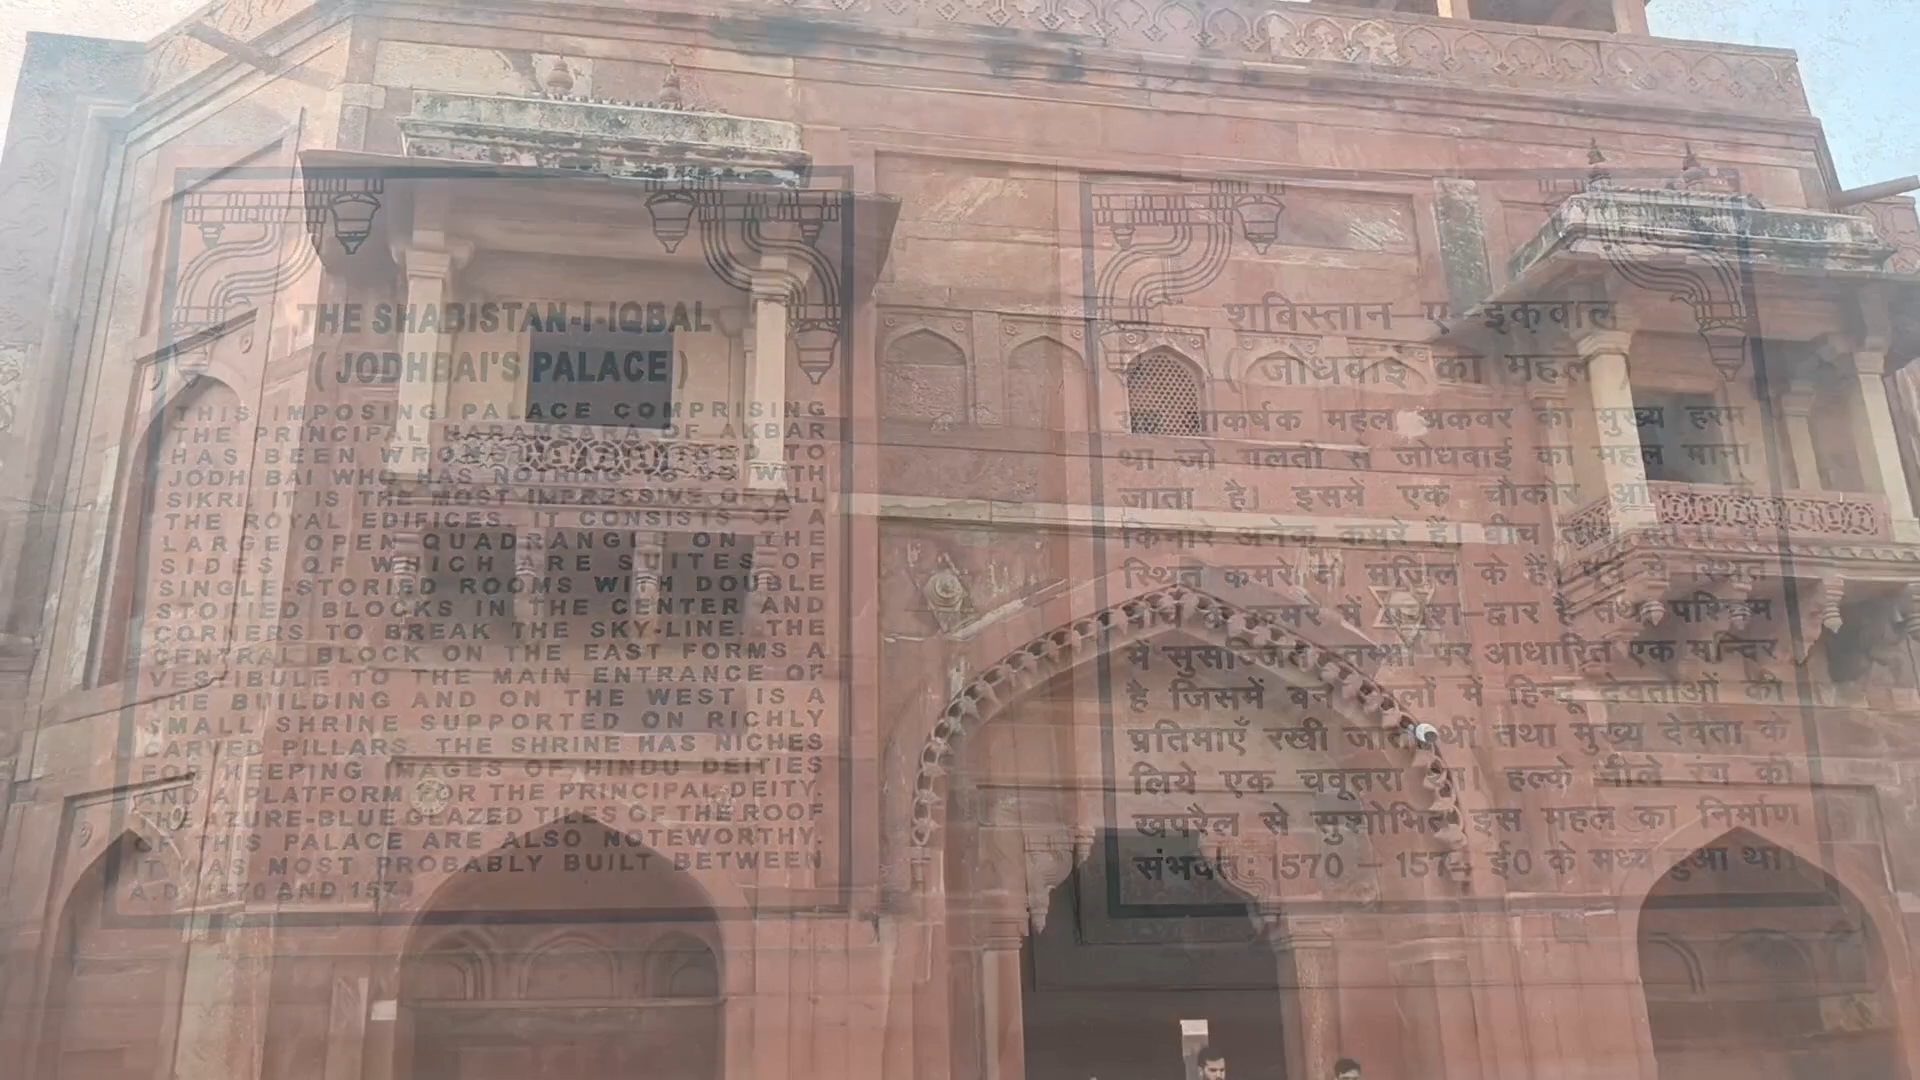 THE SHABISTAN-I-IQBAL
(JODHBAI'S PALACE)
THIS IMPOSING PALACE COMPRISING
THE PRINCIPAL HARAMSARA OF AKBAR
HAS BEEN TO
JODH BAI WHO HAS NOTHING TO DO WITH
SIKRI. IT IS THE MOST IMPRESSIVE OF ALL
THE ROYAL EDIFICES. IT CONSISTS OF A
LARGE OPEN QUADRANGLE ON THE
SIDES OF WHICH ARE SUITES OF
SINGLE-STORIED ROOMS WITH DOUBLE
STORIED BLOCKS IN THE CENTER AND
CORNERS TO BREAK THE SKY-LINE. THE
CENTRAL BLOCK ON THE EAST FORMS A
VESTIBULE TO THE MAIN ENTRANCE OF
THE BUILDING AND ON THE WEST IS A
SMALL SHRINE SUPPORTED ON RICHLY
CARVED PILLARS. THE SHRINE HAS NICHES
FOR KEEPING IMAGES OF HINDU DEITIES
AND A PLATFORM FOR THE PRINCIPAL DEITY.
THE AZURE-BLUE GLAZED TILES OF THE ROOF
OF THIS PALACE ARE ALSO NOTEWORTHY.
IT WAS MOST PROBABLY BUILT BETWEEN
A.D. 1570 AND
शबिस्तान-ए-इकबाल
(जोधबाई का महल)
महल अकबर का मुख्य हरम
था जो गलती से जोधबाई का महल माना
जाता है। इसमें एक चौकोर
किनारे अनेक कमरे हैं। बीच
स्थित कमरे दो मंजिल के हैं। पूर्व में स्थित
बीच के कमरे में है तथा पश्चिम
में सुसज्जित पर आधारित एक मन्दिर
है जिसमें बने में हिन्दू देवताओं की
प्रतिमाएँ रखी जाती थीं तथा मुख्य देवता के
लिये एक चबूतरा था। हल्के नीले रंग की
खपरैल से सुशोभित इस महल का निर्माण
संभवत: 1570 – ई0 के मध्य हुआ था।